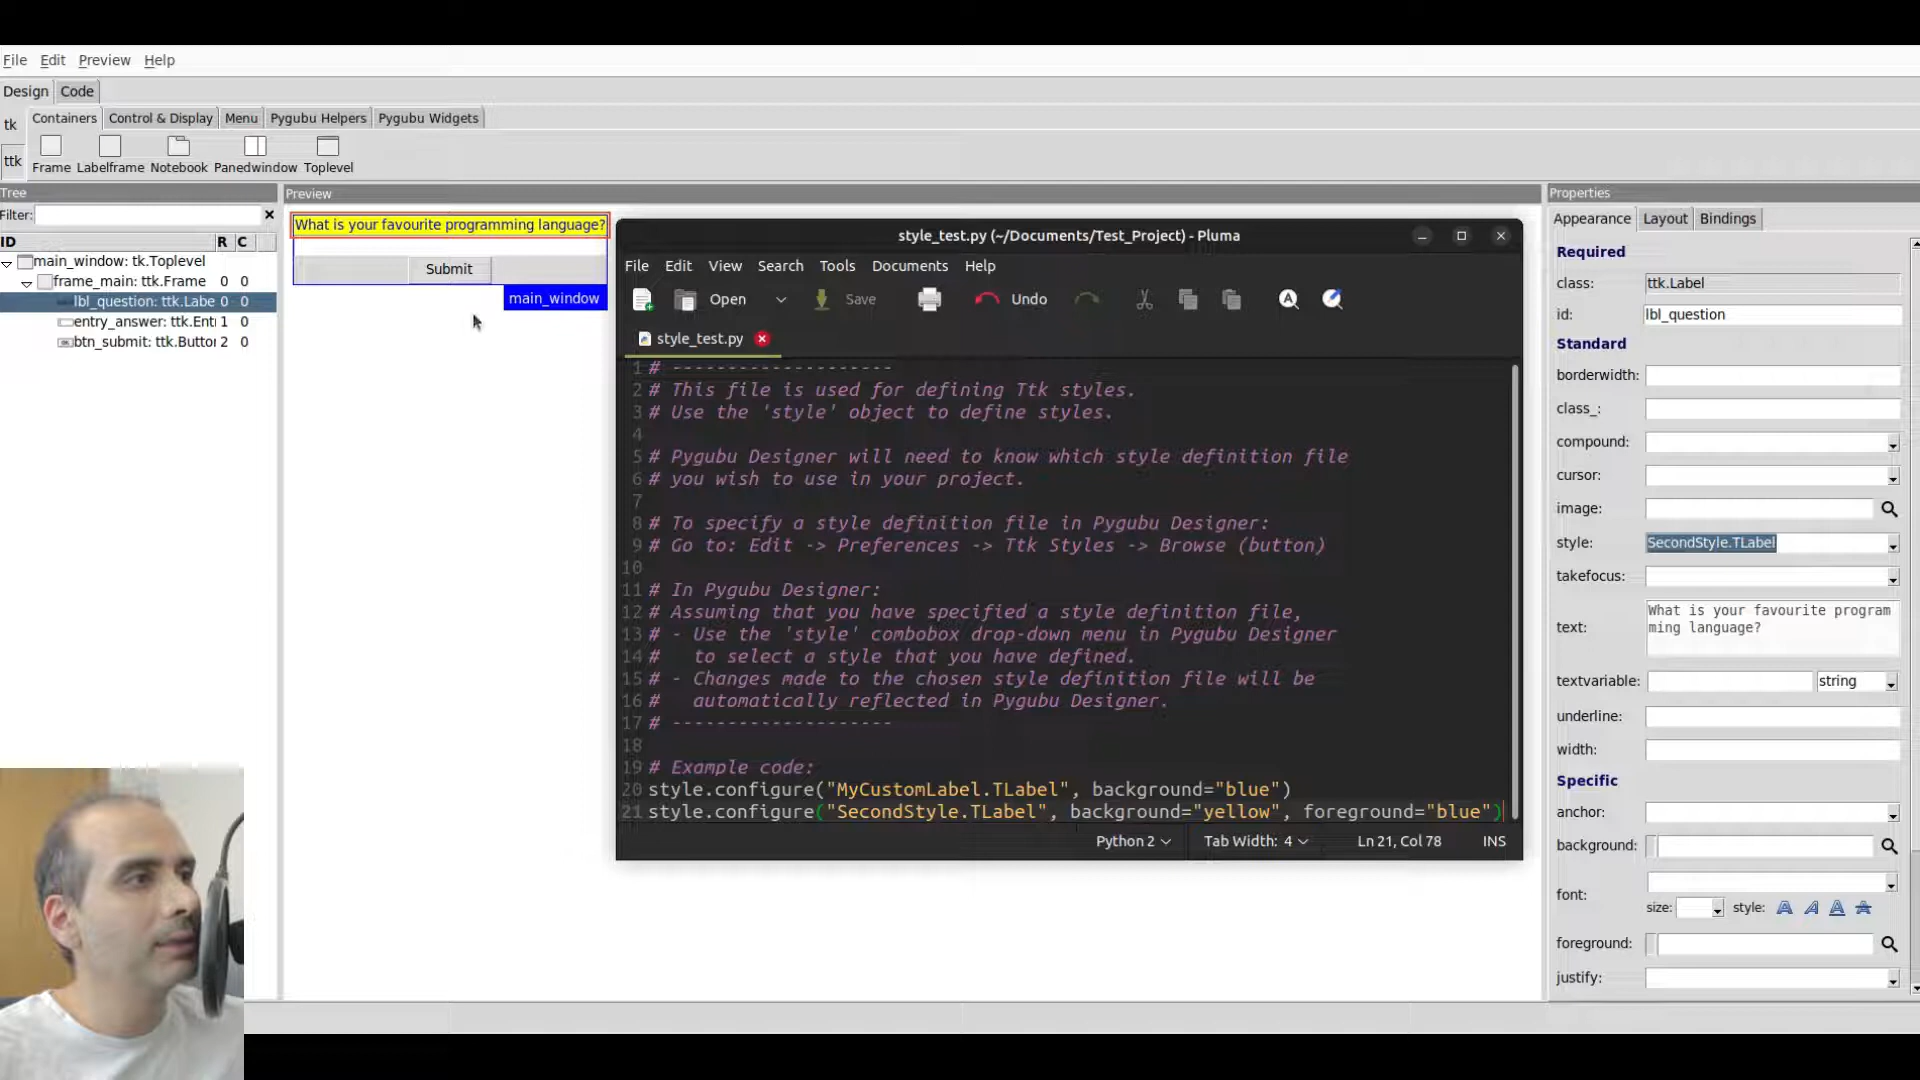 File Edit Preview Help
Design Code
tk
ttk
Containers Control & Display Menu Pygubu Helpers Pygubu Widgets
Frame Labelframe Notebook Panedwindow Toplevel
Tree
Filter:
ID R C
main_window: tk.Toplevel
frame_main: ttk.Frame 0 0
lbl_question: ttk.Labe 0 0
entry_answer: ttk.Entr 1 0
btn_submit: ttk.Button 2 0
Preview
What is your favourite programming language?
Submit
main_window
style_test.py (~/Documents/Test_Project) - Pluma
File Edit View Search Tools Documents Help
Open Save Undo
style_test.py
1 # --------------------
2 # This file is used for defining Ttk styles.
3 # Use the 'style' object to define styles.
4
5 # Pygubu Designer will need to know which style definition file
6 # you wish to use in your project.
7
8 # To specify a style definition file in Pygubu Designer:
9 # Go to: Edit -> Preferences -> Ttk Styles -> Browse (button)
10
11 # In Pygubu Designer:
12 # Assuming that you have specified a style definition file,
13 # - Use the 'style' combobox drop-down menu in Pygubu Designer
14 #   to select a style that you have defined.
15 # - Changes made to the chosen style definition file will be
16 #   automatically reflected in Pygubu Designer.
17 # --------------------
18
19 # Example code:
20 style.configure("MyCustomLabel.TLabel", background="blue")
21 style.configure("SecondStyle.TLabel", background="yellow", foreground="blue")
Python 2 Tab Width: 4 Ln 21, Col 78 INS
Properties
Appearance Layout Bindings
Required
class: ttk.Label
id: lbl_question
Standard
borderwidth:
class_:
compound:
cursor:
image:
style: SecondStyle.TLabel
takefocus:
text: What is your favourite program
ming language?
textvariable: string
underline:
width:
Specific
anchor:
background:
font:
size: style: A A A A
foreground:
justify: